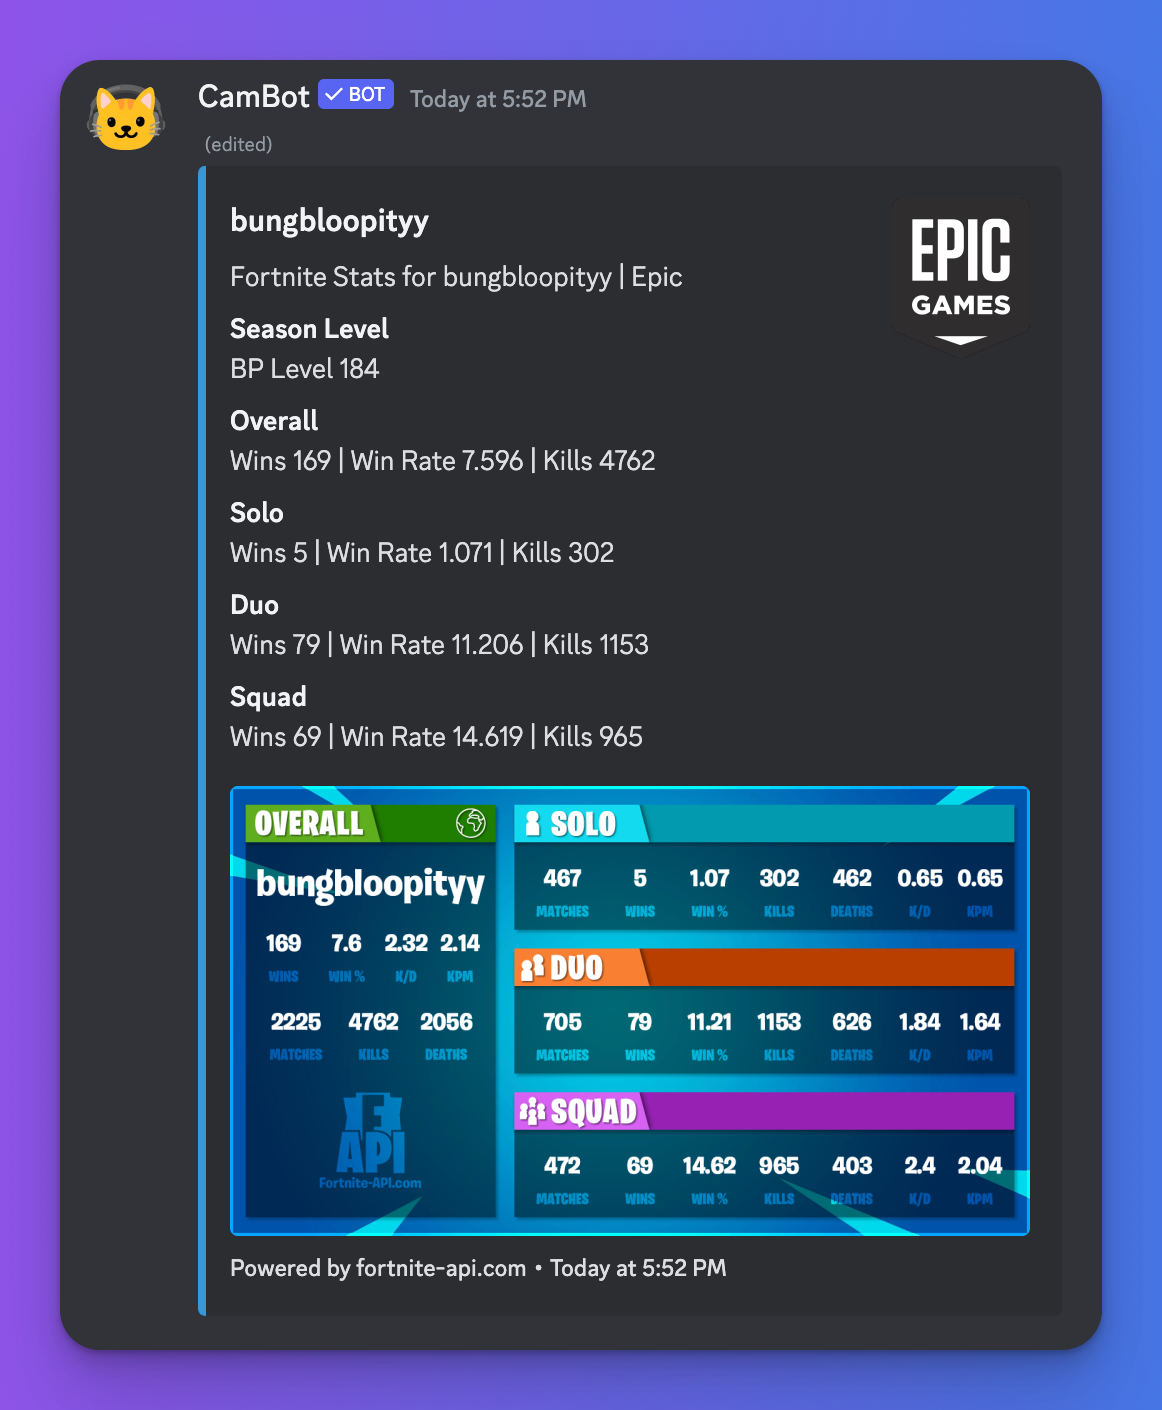 CamBot ✓ BOT Today at 5:52 PM
(edited)
bungbloopityy
Fortnite Stats for bungbloopityy | Epic
EPIC
GAMES
Season Level
BP Level 184
Overall
Wins 169 | Win Rate 7.596 | Kills 4762
Solo
Wins 5 | Win Rate 1.071 | Kills 302
Duo
Wins 79 | Win Rate 11.206 | Kills 1153
Squad
Wins 69 | Win Rate 14.619 | Kills 965
OVERALL
bungbloopityy
169 7.6 2.32 2.14
WINS WIN % K/D KPM
2225 4762 2056
MATCHES KILLS DEATHS
F
API
Fortnite-API.com
SOLO
467 5 1.07 302 462 0.65 0.65
MATCHES WINS WIN % KILLS DEATHS K/D KPM
DUO
705 79 11.21 1153 626 1.84 1.64
MATCHES WINS WIN % KILLS DEATHS K/D KPM
SQUAD
472 69 14.62 965 403 2.4 2.04
MATCHES WINS WIN % KILLS DEATHS K/D KPM
Powered by fortnite-api.com • Today at 5:52 PM